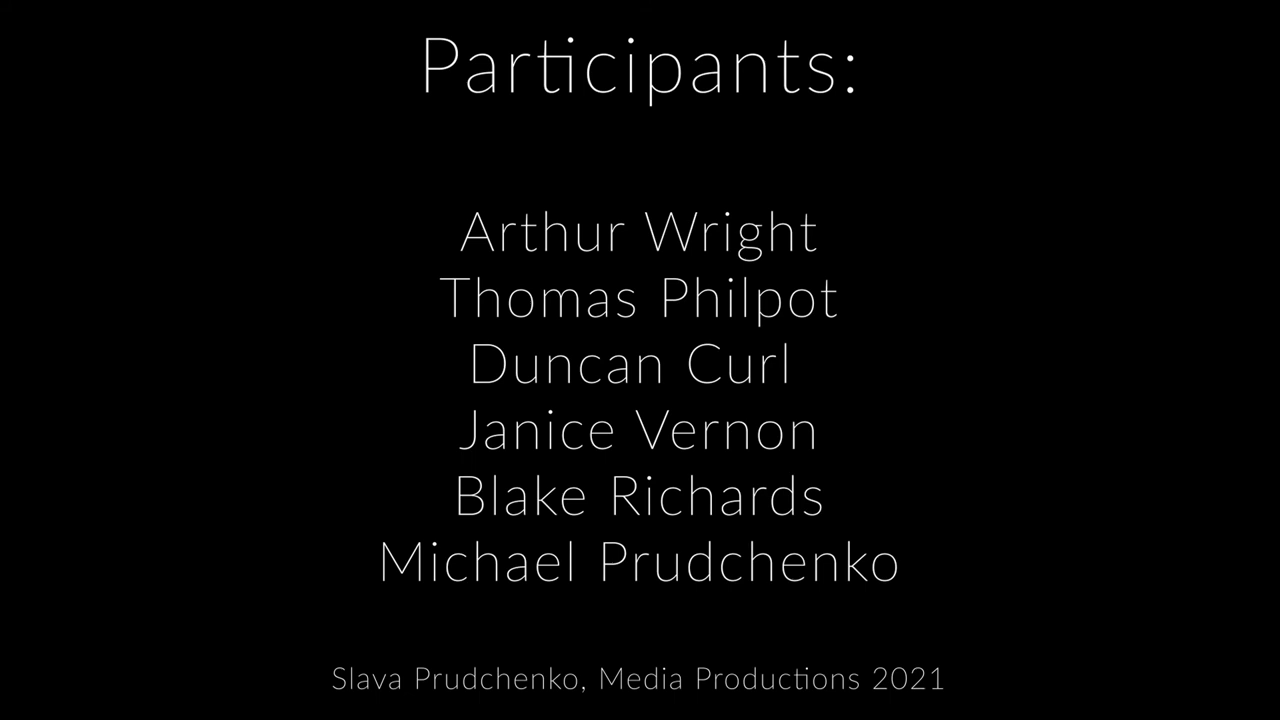 Participants:
Arthur Wright
Thomas Philpot
Duncan Curl
Janice Vernon
Blake Richards
Michael Prudchenko
Slava Prudchenko, Media Productions 2021